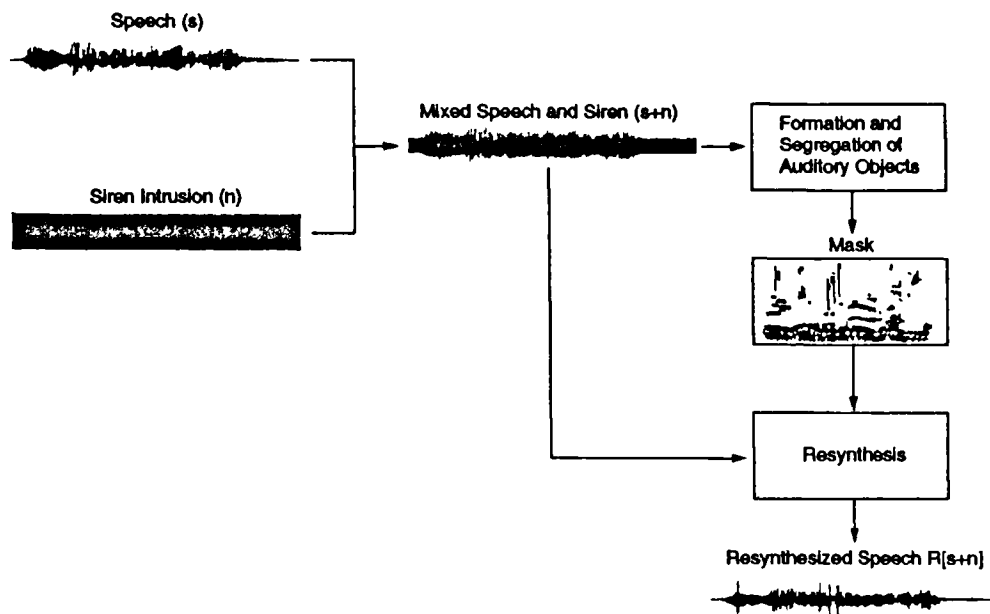 Speech (s)
Mixed Speech and Siren (s+n)
Siren Intrusion (n)
Formation and
Segregation of
Auditory Objects
Mask
Resynthesis
Resynthesized Speech R[s+n]